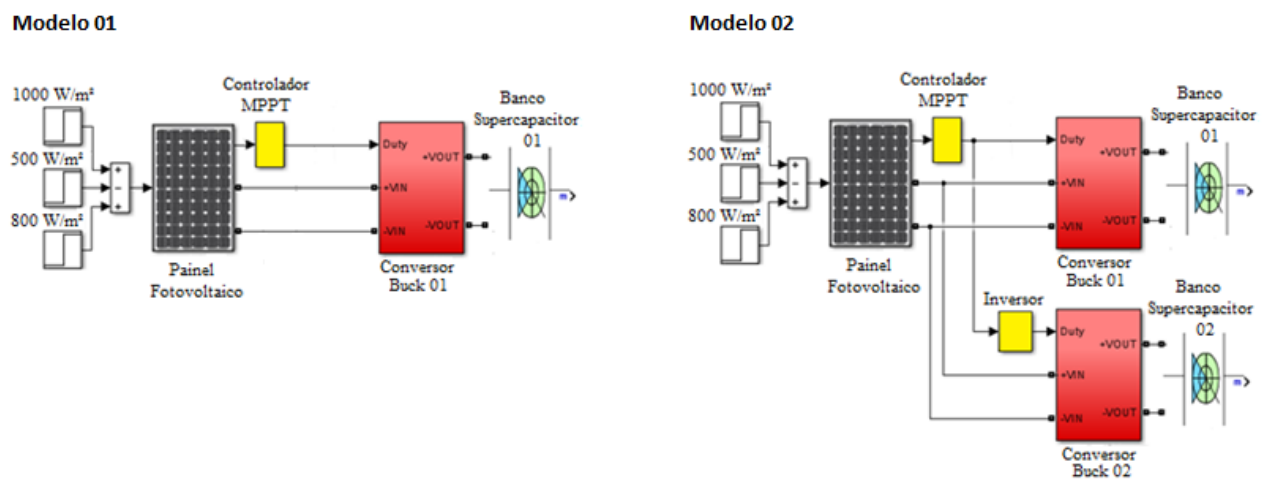 Modelo 01
1000 W/m²
500 W/m²
800 W/m²
+
-
+
Painel
Fotovoltaico
Controlador
MPPT
Duty
+VIN
-VIN
+VOUT
-VOUT
Conversor
Buck 01
Banco
Supercapacitor
01
m
Modelo 02
1000 W/m²
500 W/m²
800 W/m²
+
-
+
Painel
Fotovoltaico
Controlador
MPPT
Duty
+VIN
-VIN
+VOUT
-VOUT
Conversor
Buck 01
Banco
Supercapacitor
01
m
Inversor
Duty
+VIN
-VIN
+VOUT
-VOUT
Conversor
Buck 02
Banco
Supercapacitor
02
m